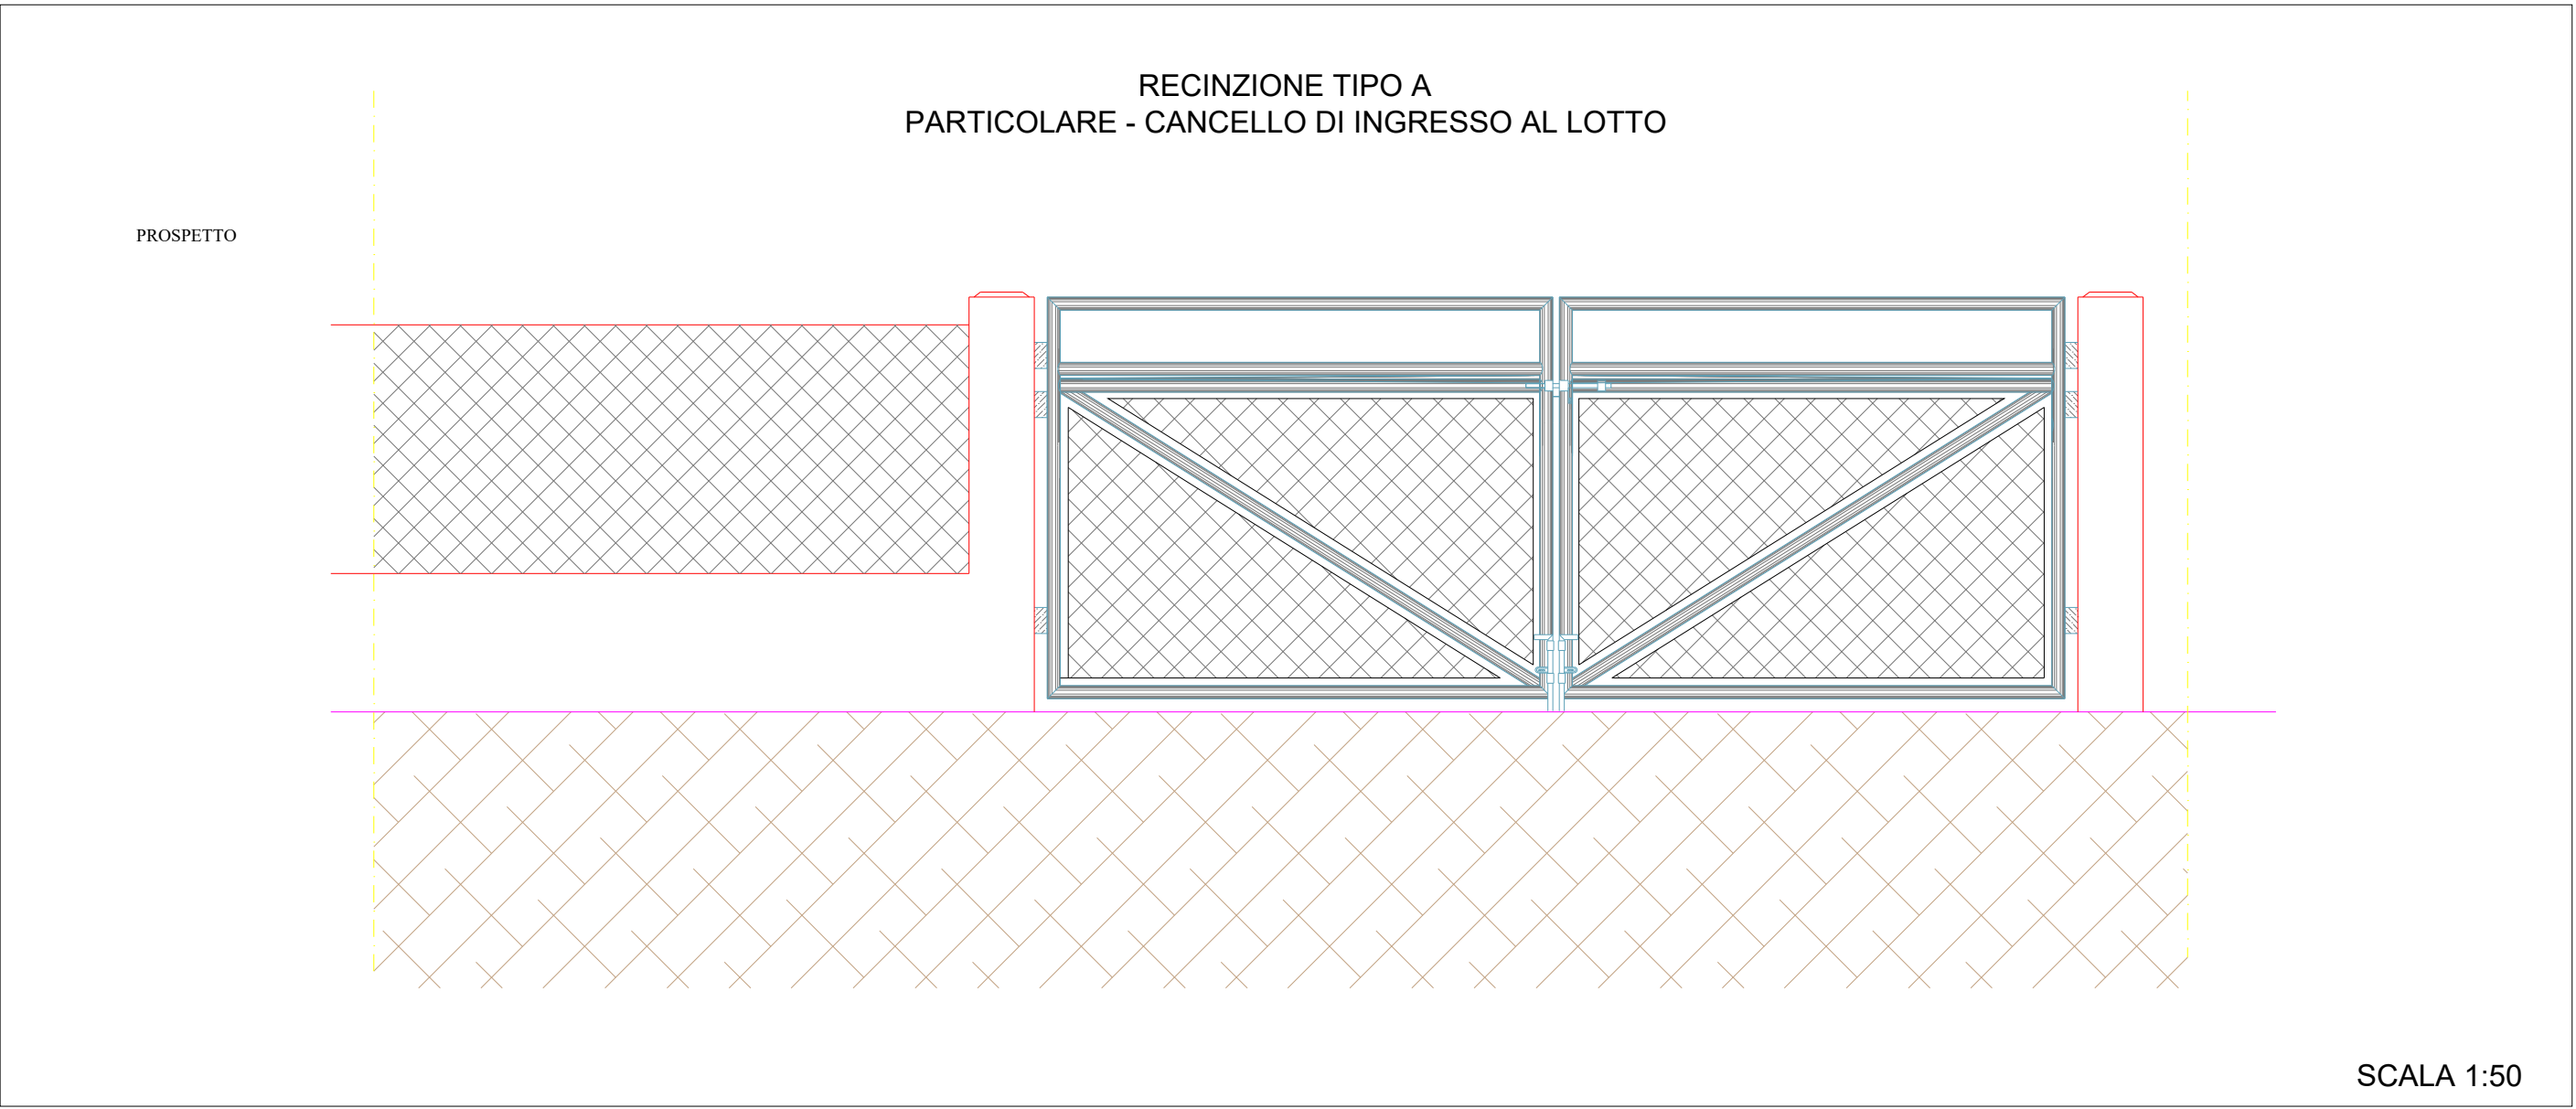 RECINZIONE TIPO A
PARTICOLARE - CANCELLO DI INGRESSO AL LOTTO
PROSPETTO
SCALA 1:50